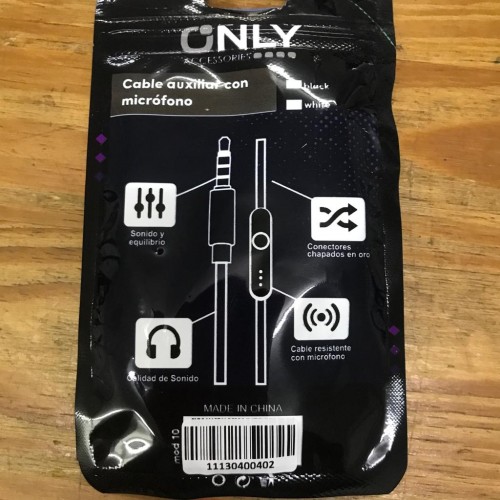 ONLY
ACCESSORIES
Cable auxiliar con
micrófono
black
white
Sonido y
equilibrio
Conectores
chapados en oro
Calidad de Sonido
Cable resistente
con micrófono
MADE IN CHINA
mod 10
11130400402